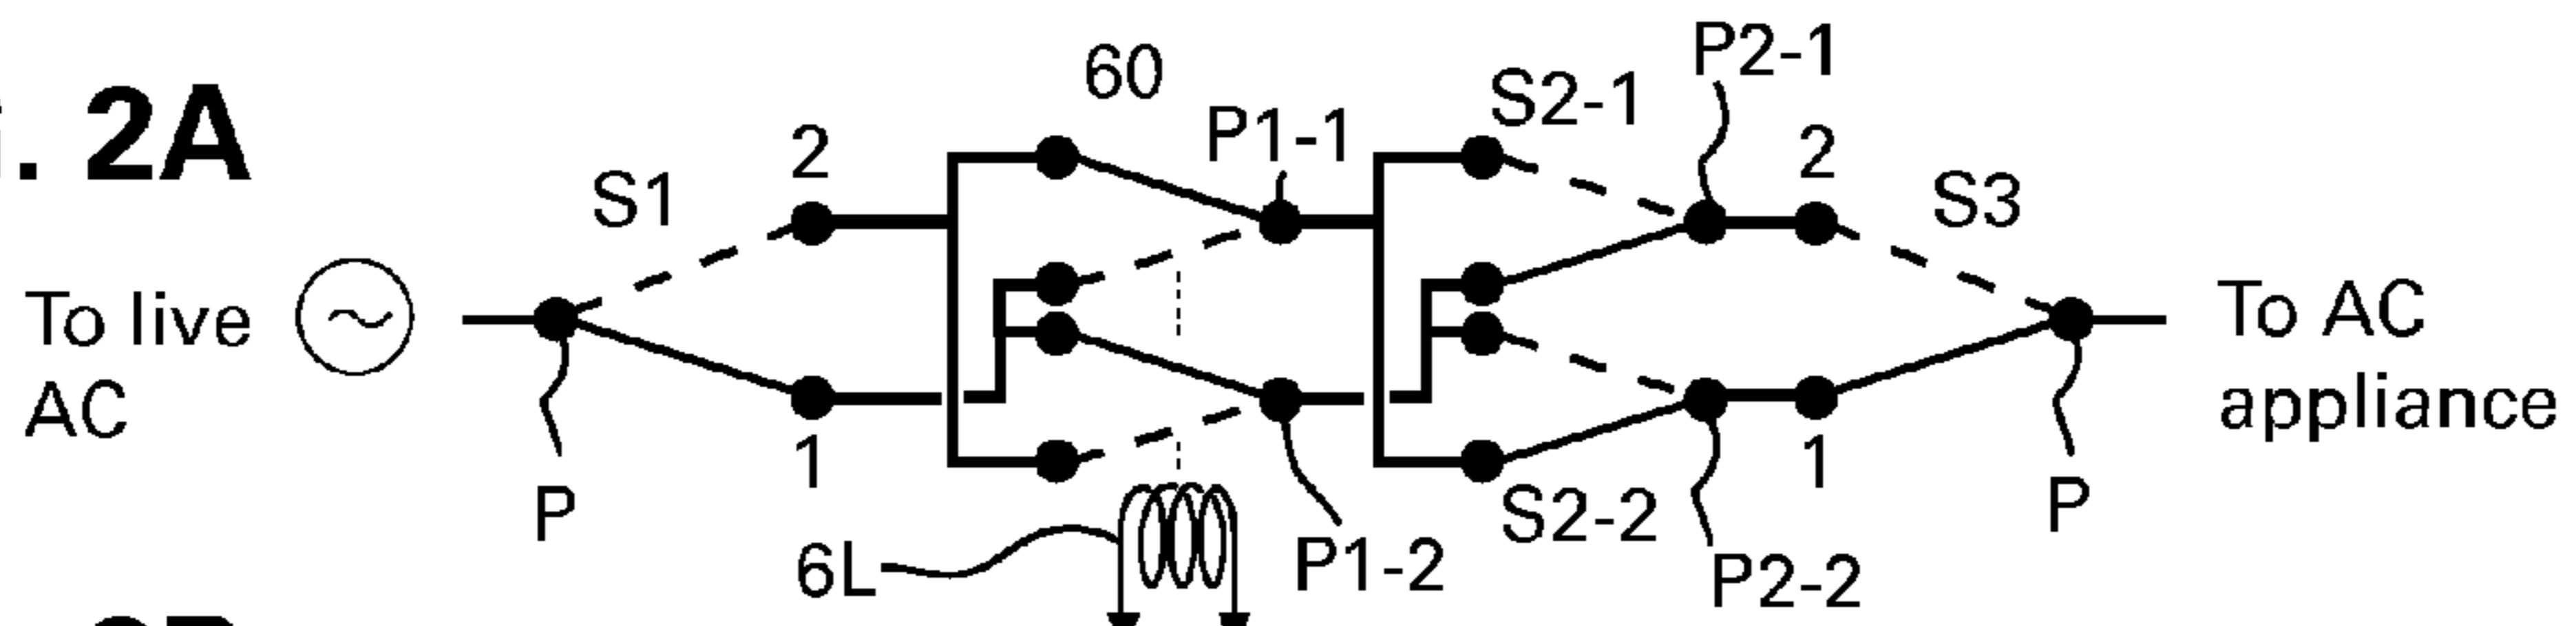 . 2A
To live
AC
P
S1
2
1
60
6L
P1-1
P1-2
S2-1
S2-2
P2-1
P2-2
2
1
S3
P
To AC
appliance